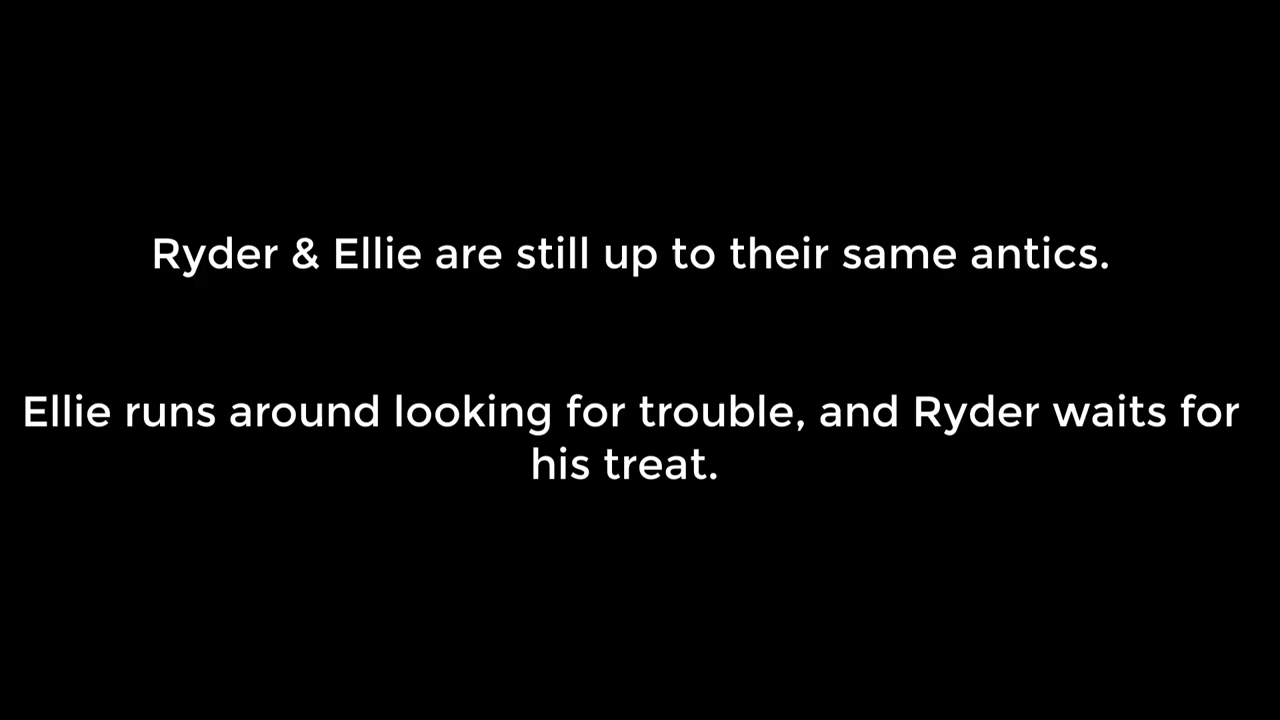 Ryder & Ellie are still up to their same antics.
Ellie runs around looking for trouble, and Ryder waits for
his treat.